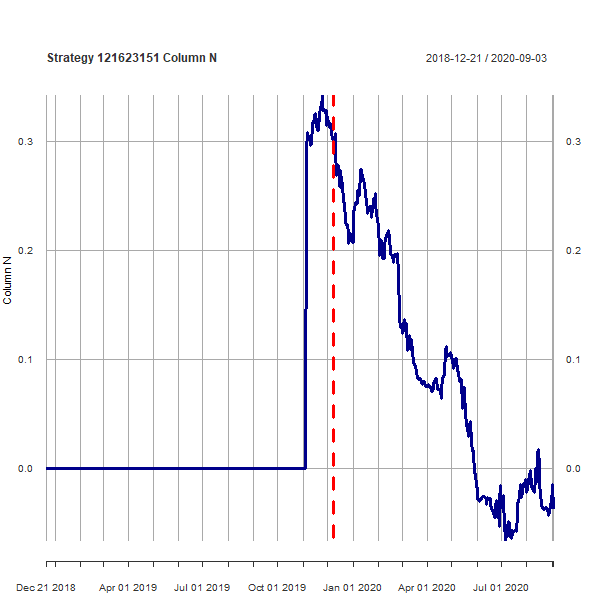 Strategy 121623151 Column N
2018-12-21 / 2020-09-03
0.3
0.3
0.2
0.2
Column N
0.1
0.1
0.0
0.0
Dec 21 2018
Apr 01 2019
Jul 01 2019
Oct 01 2019
Jan 01 2020
Apr 01 2020
Jul 01 2020